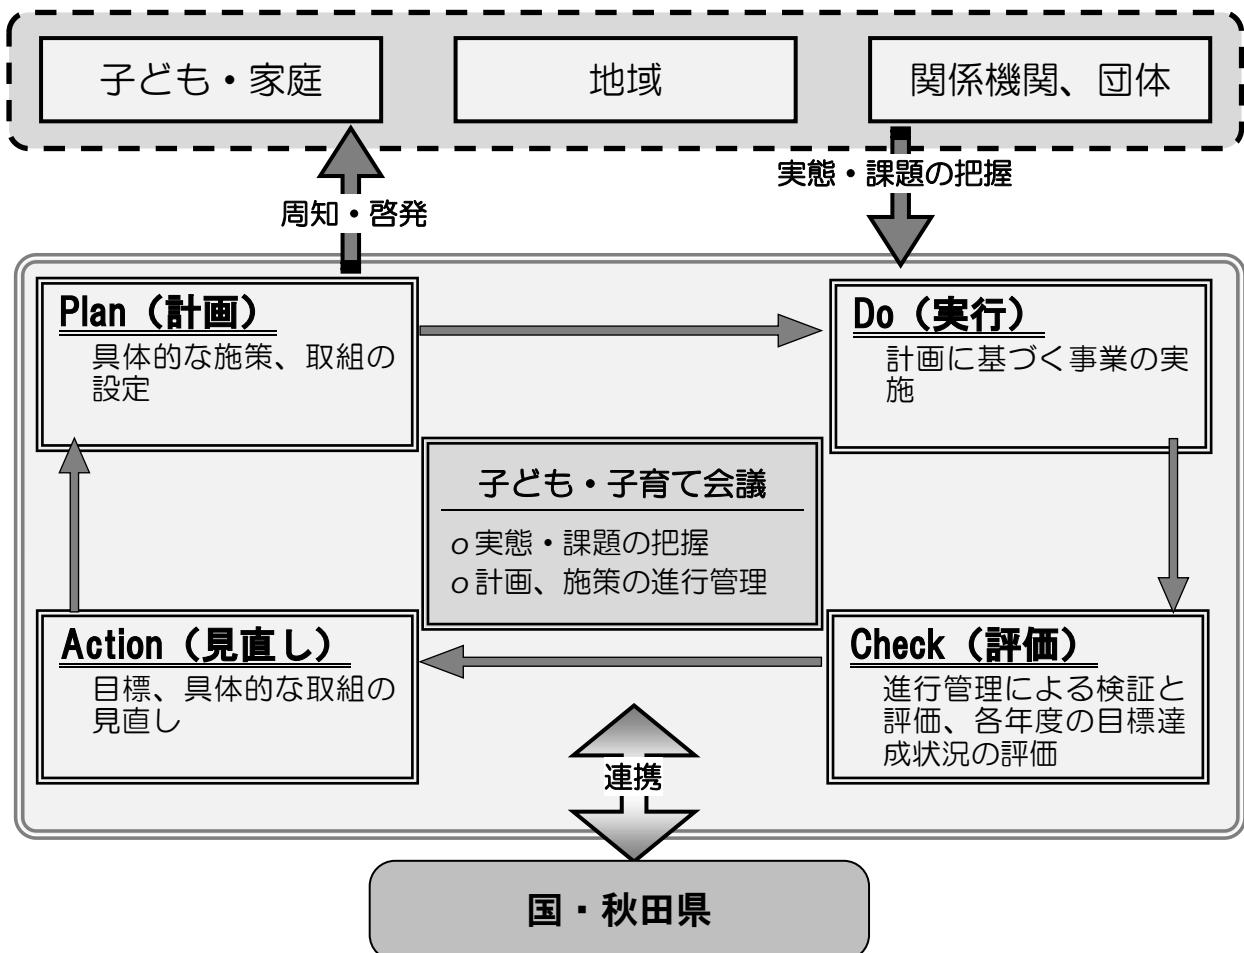 子ども・家庭
地域
関係機関、団体
実態・課題の把握
周知・啓発
Plan（計画）
具体的な施策、取組の
設定
Do（実行）
計画に基づく事業の実
施
子ども・子育て会議
o 実態・課題の把握
o 計画、施策の進行管理
Action（見直し）
目標、具体的な取組の
見直し
Check（評価）
進行管理による検証と
評価、各年度の目標達
成状況の評価
連携
国・秋田県